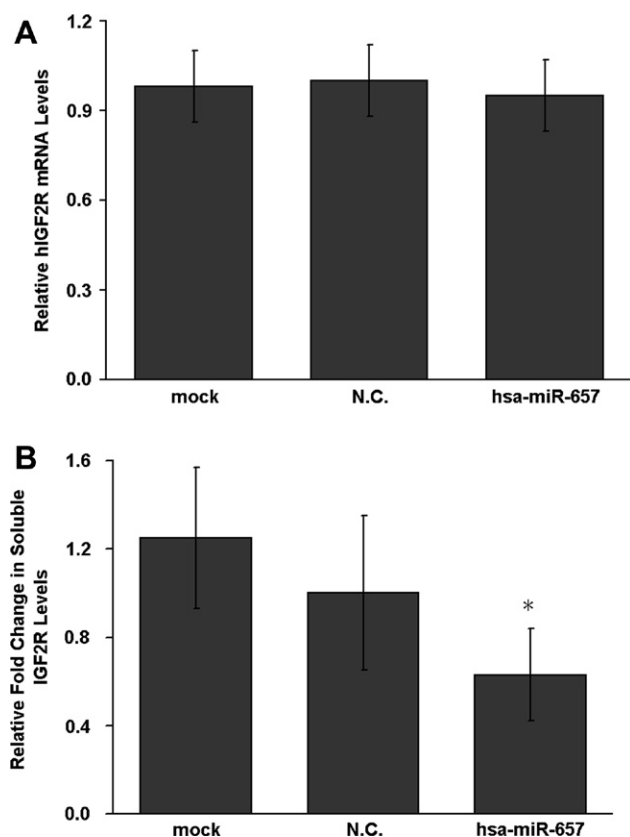 A
Relative hIGF2R mRNA Levels
1.2
0.9
0.6
0.3
0.0
mock N.C. hsa-miR-657
B
Relative Fold Change in Soluble
IGF2R Levels
1.6
1.2
0.8
0.4
0.0
*
mock N.C. hsa-miR-657